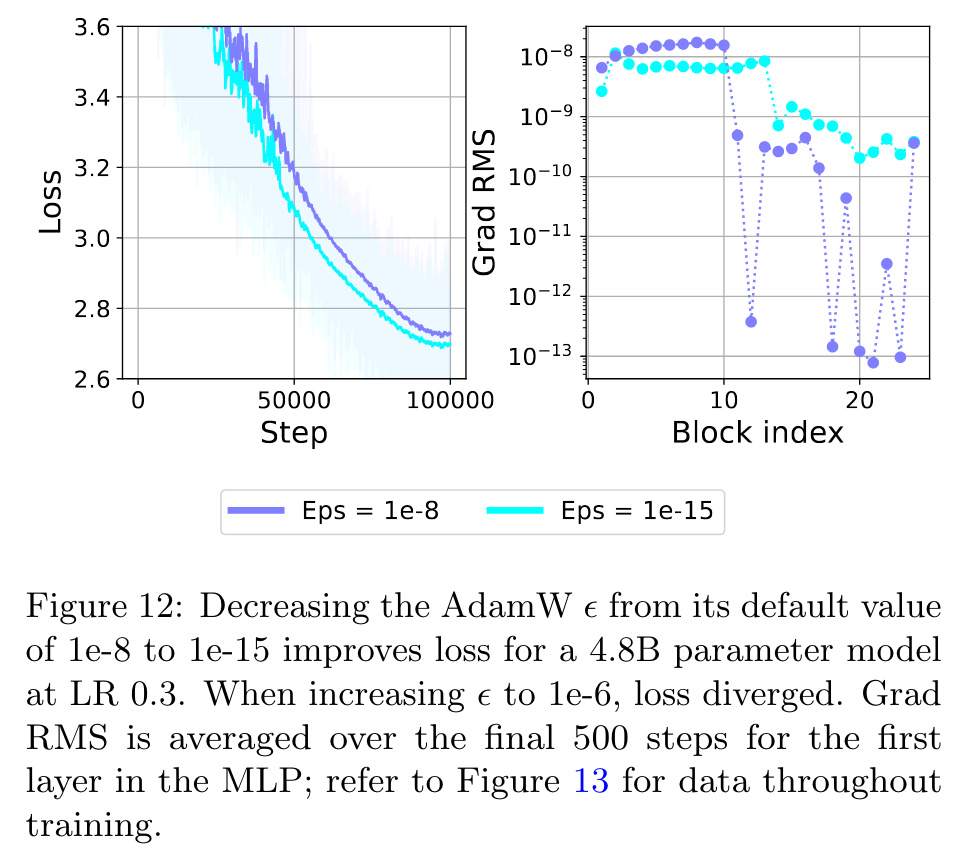 3.6
3.4
3.2
3.0
2.8
2.6
Loss
0
50000
100000
Step
10⁻⁸
10⁻⁹
10⁻¹⁰
10⁻¹¹
10⁻¹²
10⁻¹³
Grad RMS
0
10
20
Block index
Eps = 1e-8
Eps = 1e-15
Figure 12: Decreasing the AdamW ϵ from its default value
of 1e-8 to 1e-15 improves loss for a 4.8B parameter model
at LR 0.3. When increasing ϵ to 1e-6, loss diverged. Grad
RMS is averaged over the final 500 steps for the first
layer in the MLP; refer to Figure 13 for data throughout
training.